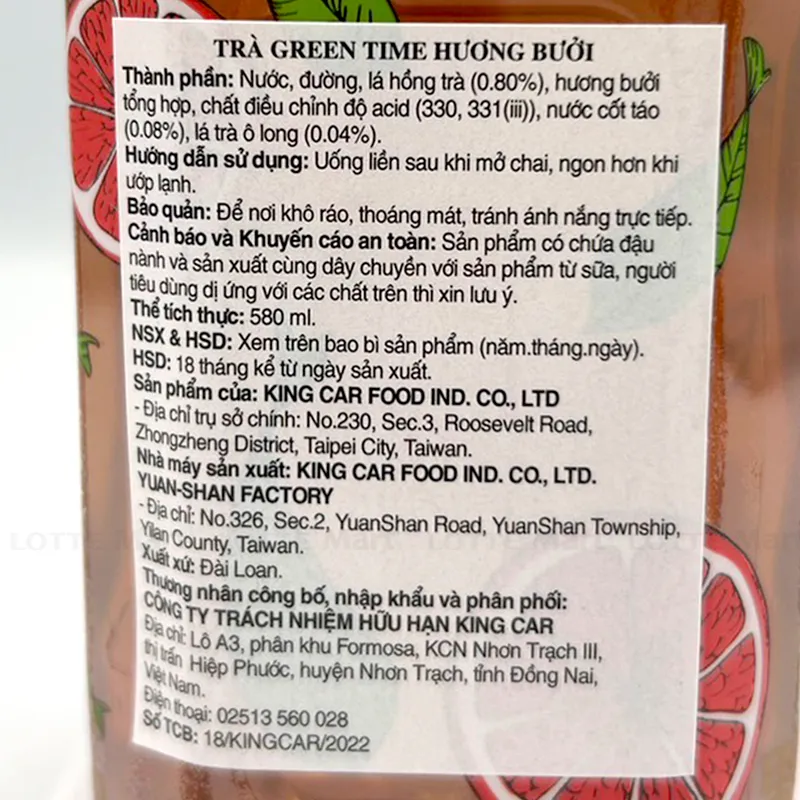 TRÀ GREEN TIME HƯƠNG BƯỞI
Thành phần: Nước, đường, lá hồng trà (0.80%), hương bưởi
tổng hợp, chất điều chỉnh độ acid (330, 331(iii)), nước cốt táo
(0.08%), lá trà ô long (0.04%).
Hướng dẫn sử dụng: Uống liền sau khi mở chai, ngon hơn khi
ướp lạnh.
Bảo quản: Để nơi khô ráo, thoáng mát, tránh ánh nắng trực tiếp.
Cảnh báo và Khuyến cáo an toàn: Sản phẩm có chứa đậu
nành và sản xuất cùng dây chuyền với sản phẩm từ sữa, người
tiêu dùng dị ứng với các chất trên thì xin lưu ý.
Thể tích thực: 580 ml.
NSX & HSD: Xem trên bao bì sản phẩm (năm.tháng.ngày).
HSD: 18 tháng kể từ ngày sản xuất.
Sản phẩm của: KING CAR FOOD IND. CO., LTD
- Địa chỉ trụ sở chính: No.230, Sec.3, Roosevelt Road,
Zhongzheng District, Taipei City, Taiwan.
Nhà máy sản xuất: KING CAR FOOD IND. CO., LTD.
YUAN-SHAN FACTORY
- Địa chỉ: No.326, Sec.2, YuanShan Road, YuanShan Township,
Yilan County, Taiwan.
Xuất xứ: Đài Loan.
Thương nhân công bố, nhập khẩu và phân phối:
CÔNG TY TRÁCH NHIỆM HỮU HẠN KING CAR
Địa chỉ: Lô A3, phân khu Formosa, KCN Nhơn Trạch III,
thị trấn Hiệp Phước, huyện Nhơn Trạch, tỉnh Đồng Nai,
Việt Nam.
Điện thoại: 02513 560 028
Số TCB: 18/KINGCAR/2022
LOTTE Mart